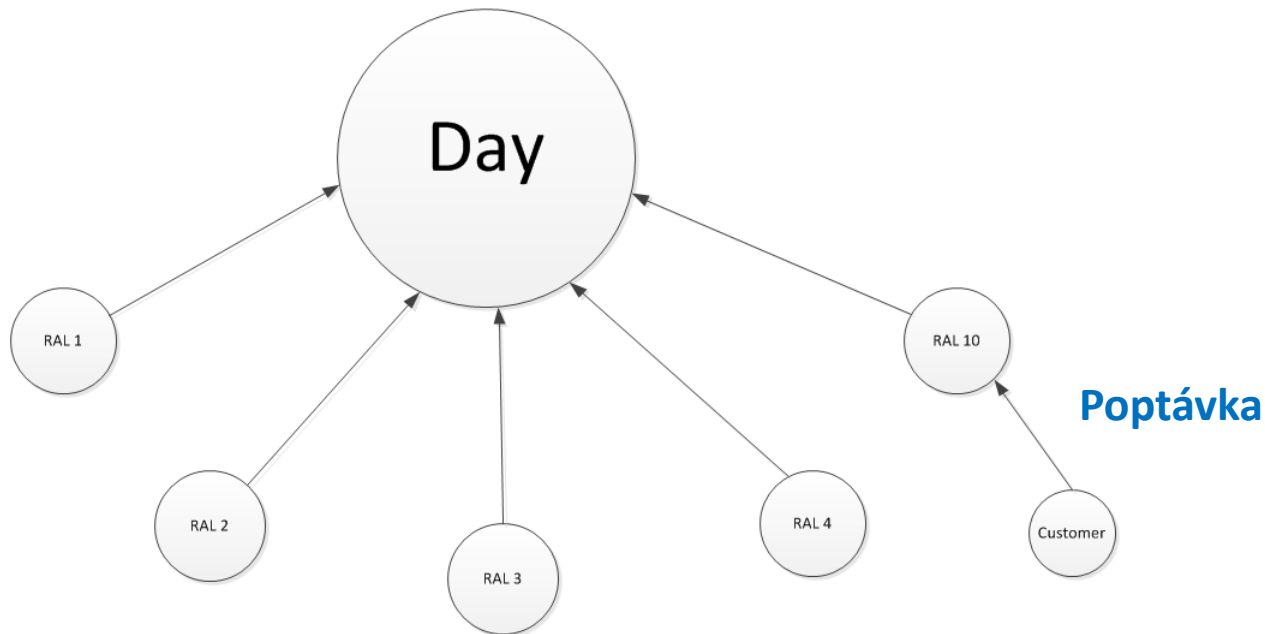 Day
RAL 1
RAL 10
Poptávka
RAL 2
RAL 3
RAL 4
Customer